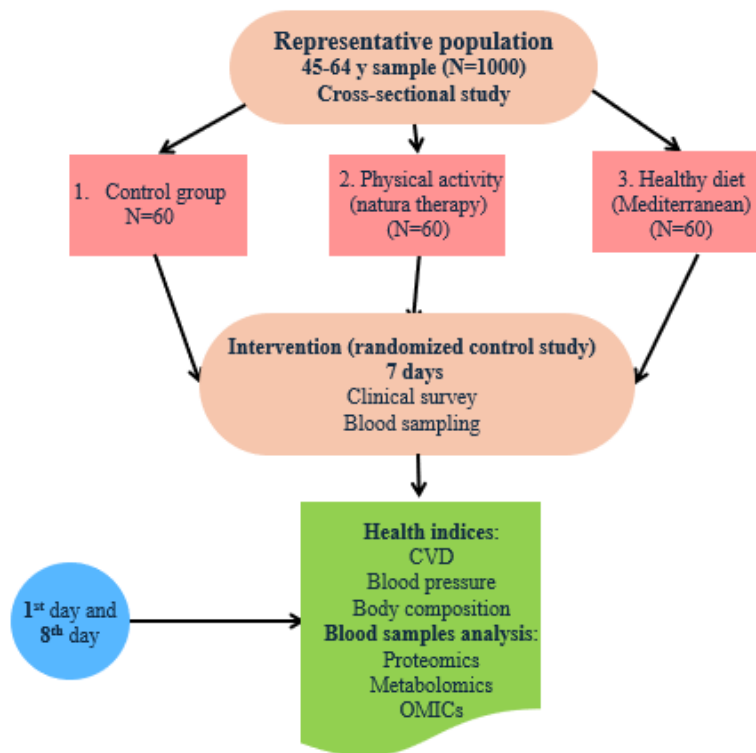 Representative population
45-64 y sample (N=1000)
Cross-sectional study
1. Control group
N=60
2. Physical activity
(natura therapy)
(N=60)
3. Healthy diet
(Mediterranean)
(N=60)
Intervention (randomized control study)
7 days
Clinical survey
Blood sampling
1st day and
8th day
Health indices:
CVD
Blood pressure
Body composition
Blood samples analysis:
Proteomics
Metabolomics
OMICs